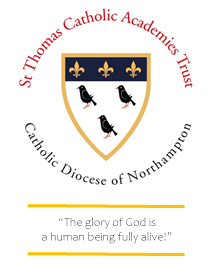 St Thomas Catholic Academies Trust
Catholic Diocese of Northampton
“The glory of God is
a human being fully alive!”